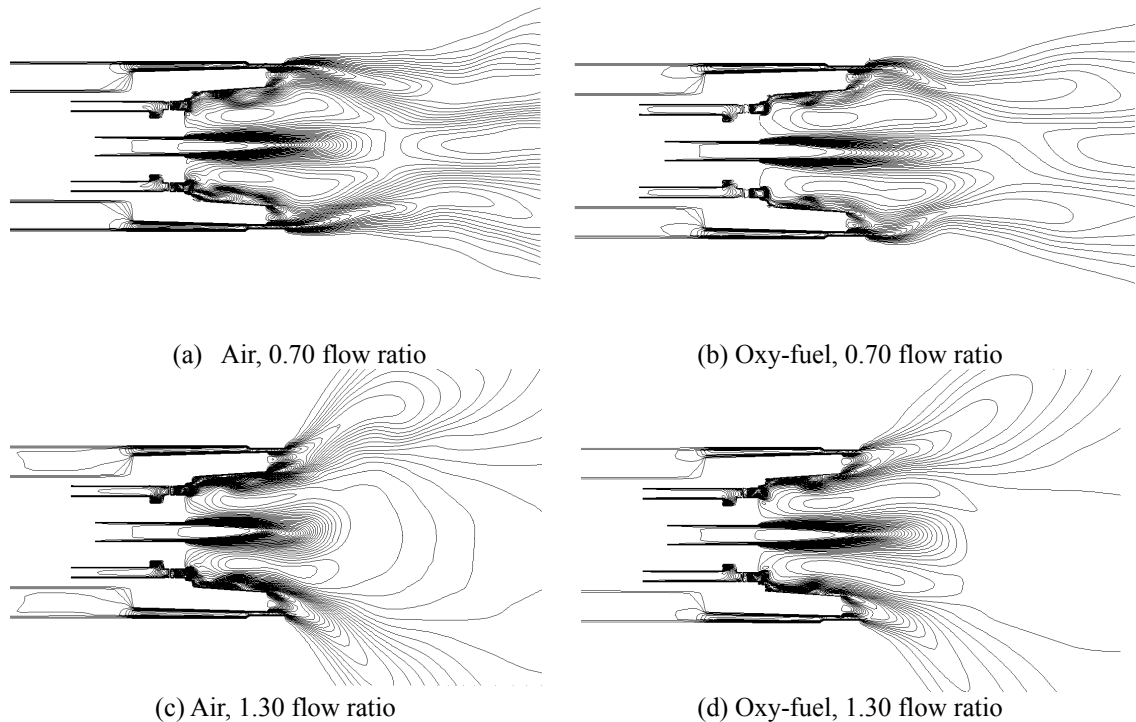 (a) Air, 0.70 flow ratio
(b) Oxy-fuel, 0.70 flow ratio
(c) Air, 1.30 flow ratio
(d) Oxy-fuel, 1.30 flow ratio